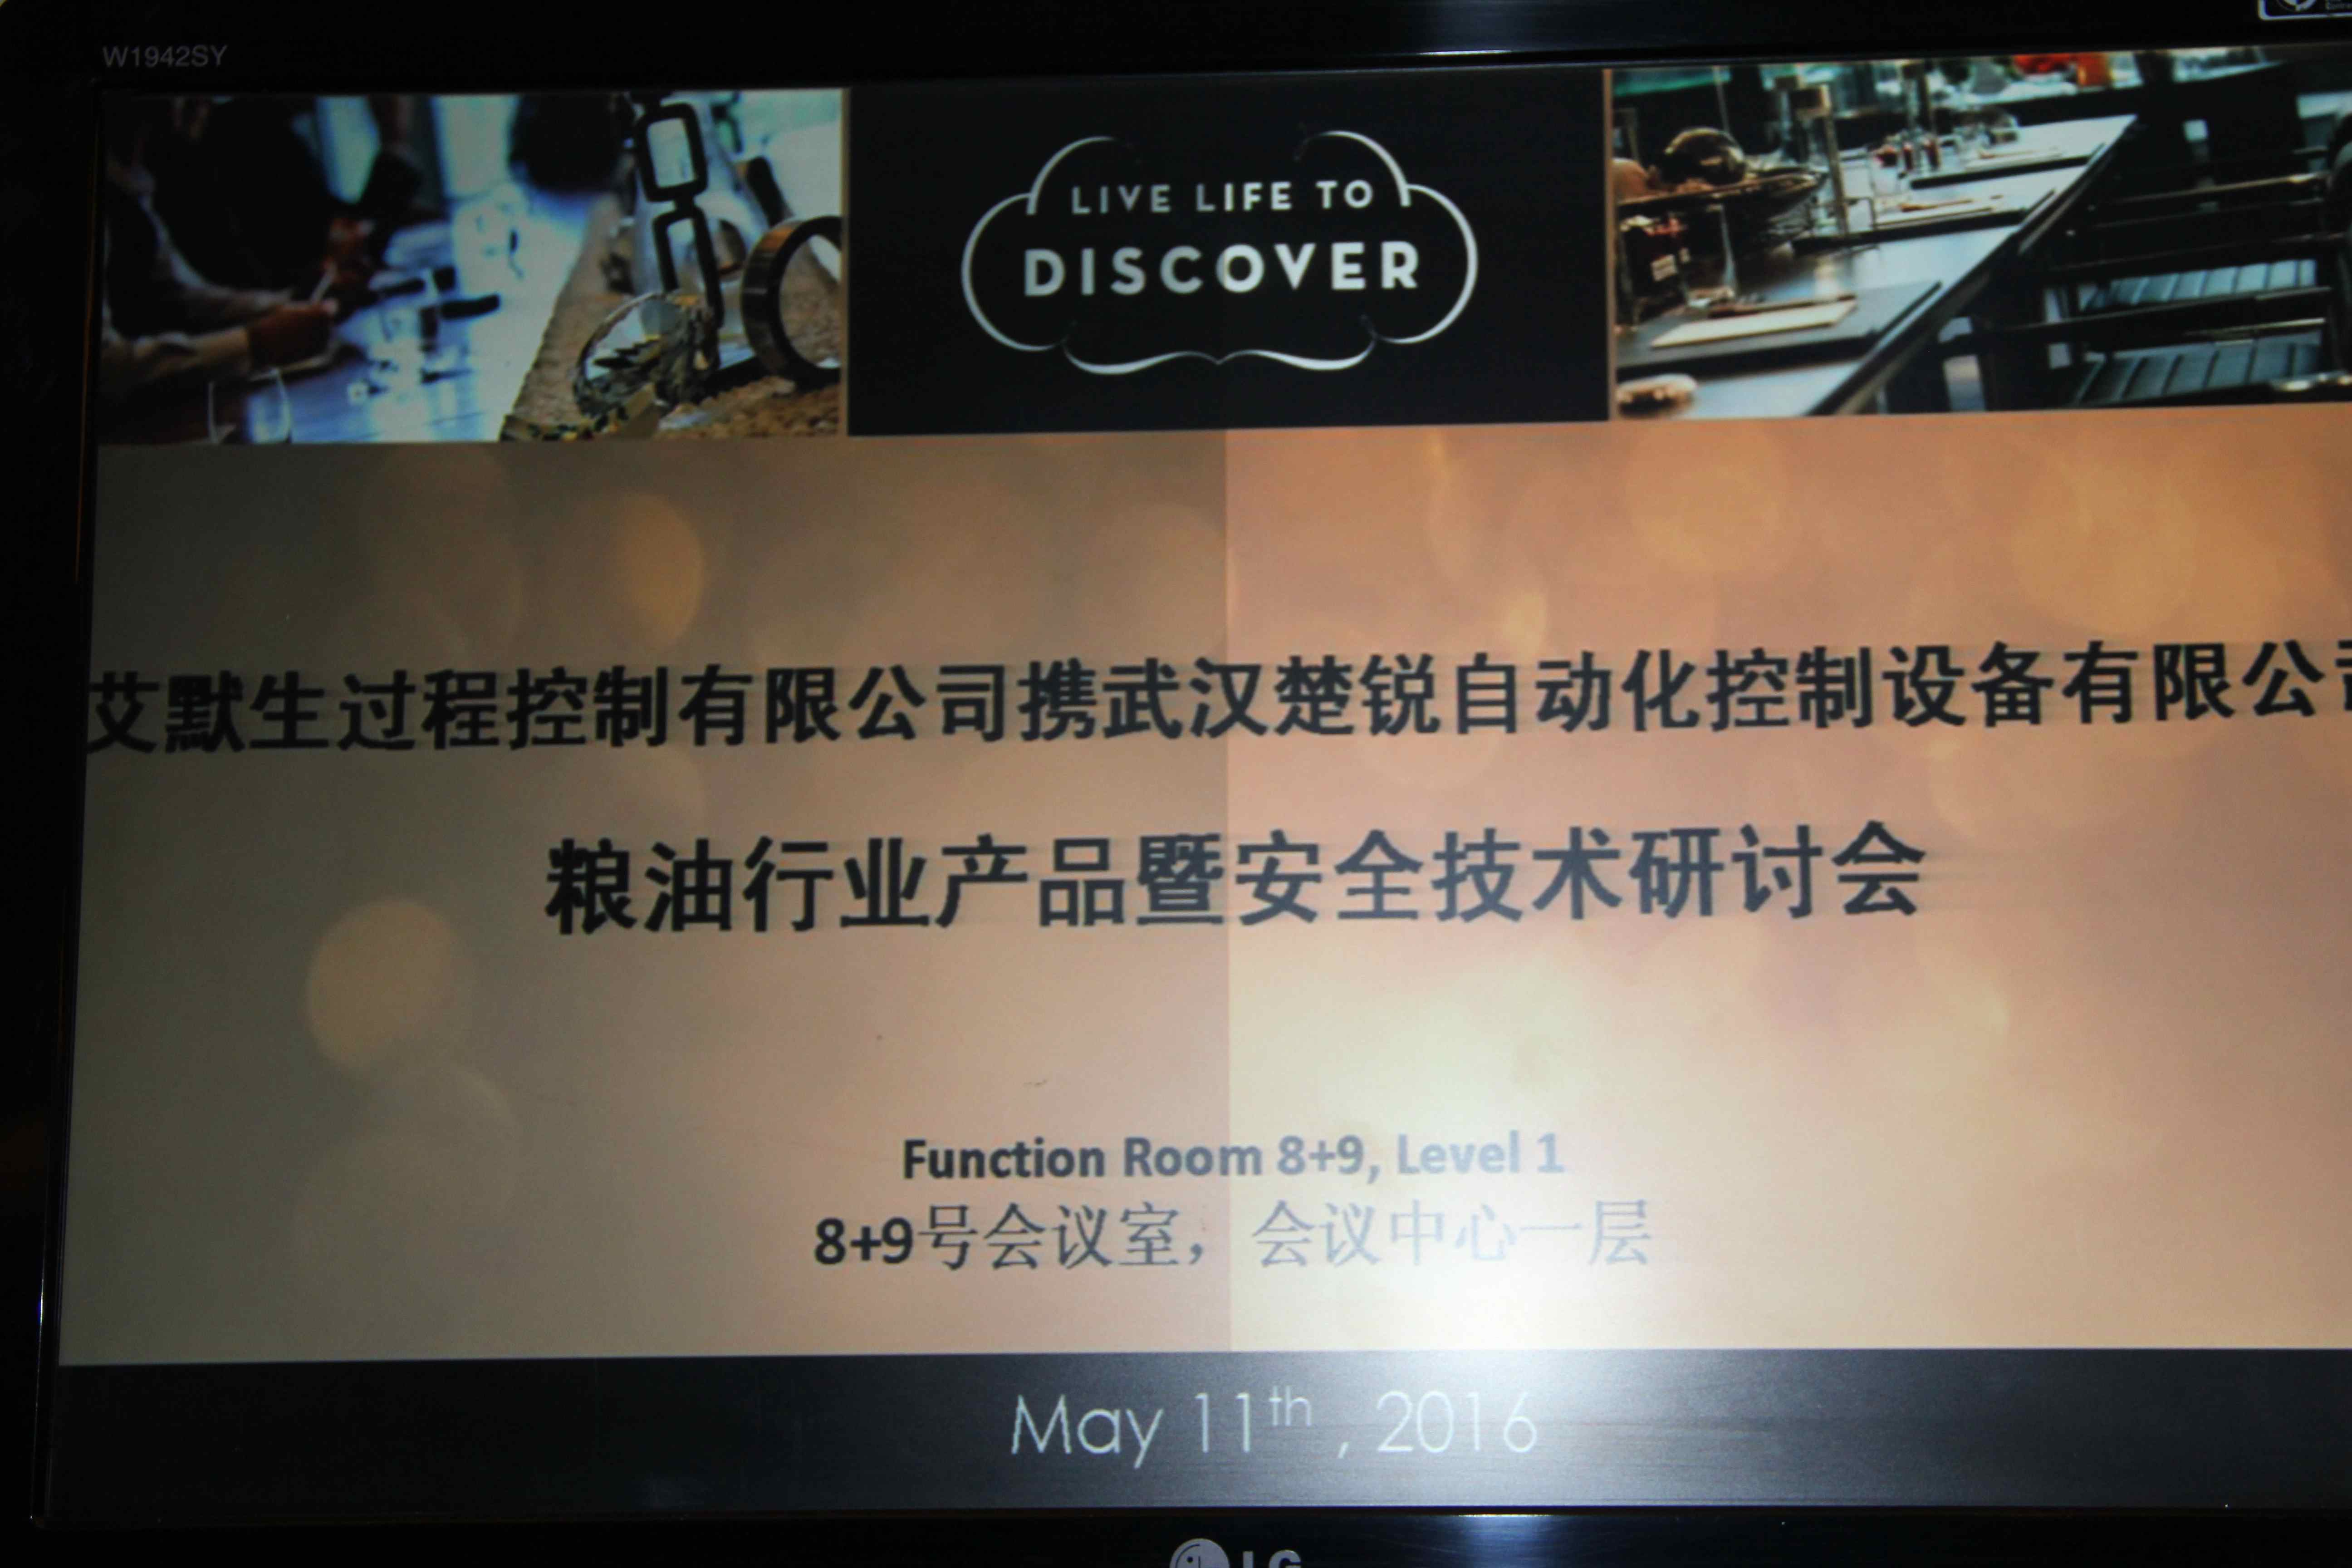 W1942SY
LIVE LIFE TO
DISCOVER
艾默生过程控制有限公司携武汉楚锐自动化控制设备有限公司
粮油行业产品暨安全技术研讨会
Function Room 8+9, Level 1
8+9号会议室，会议中心一层
May 11th, 2016
LG